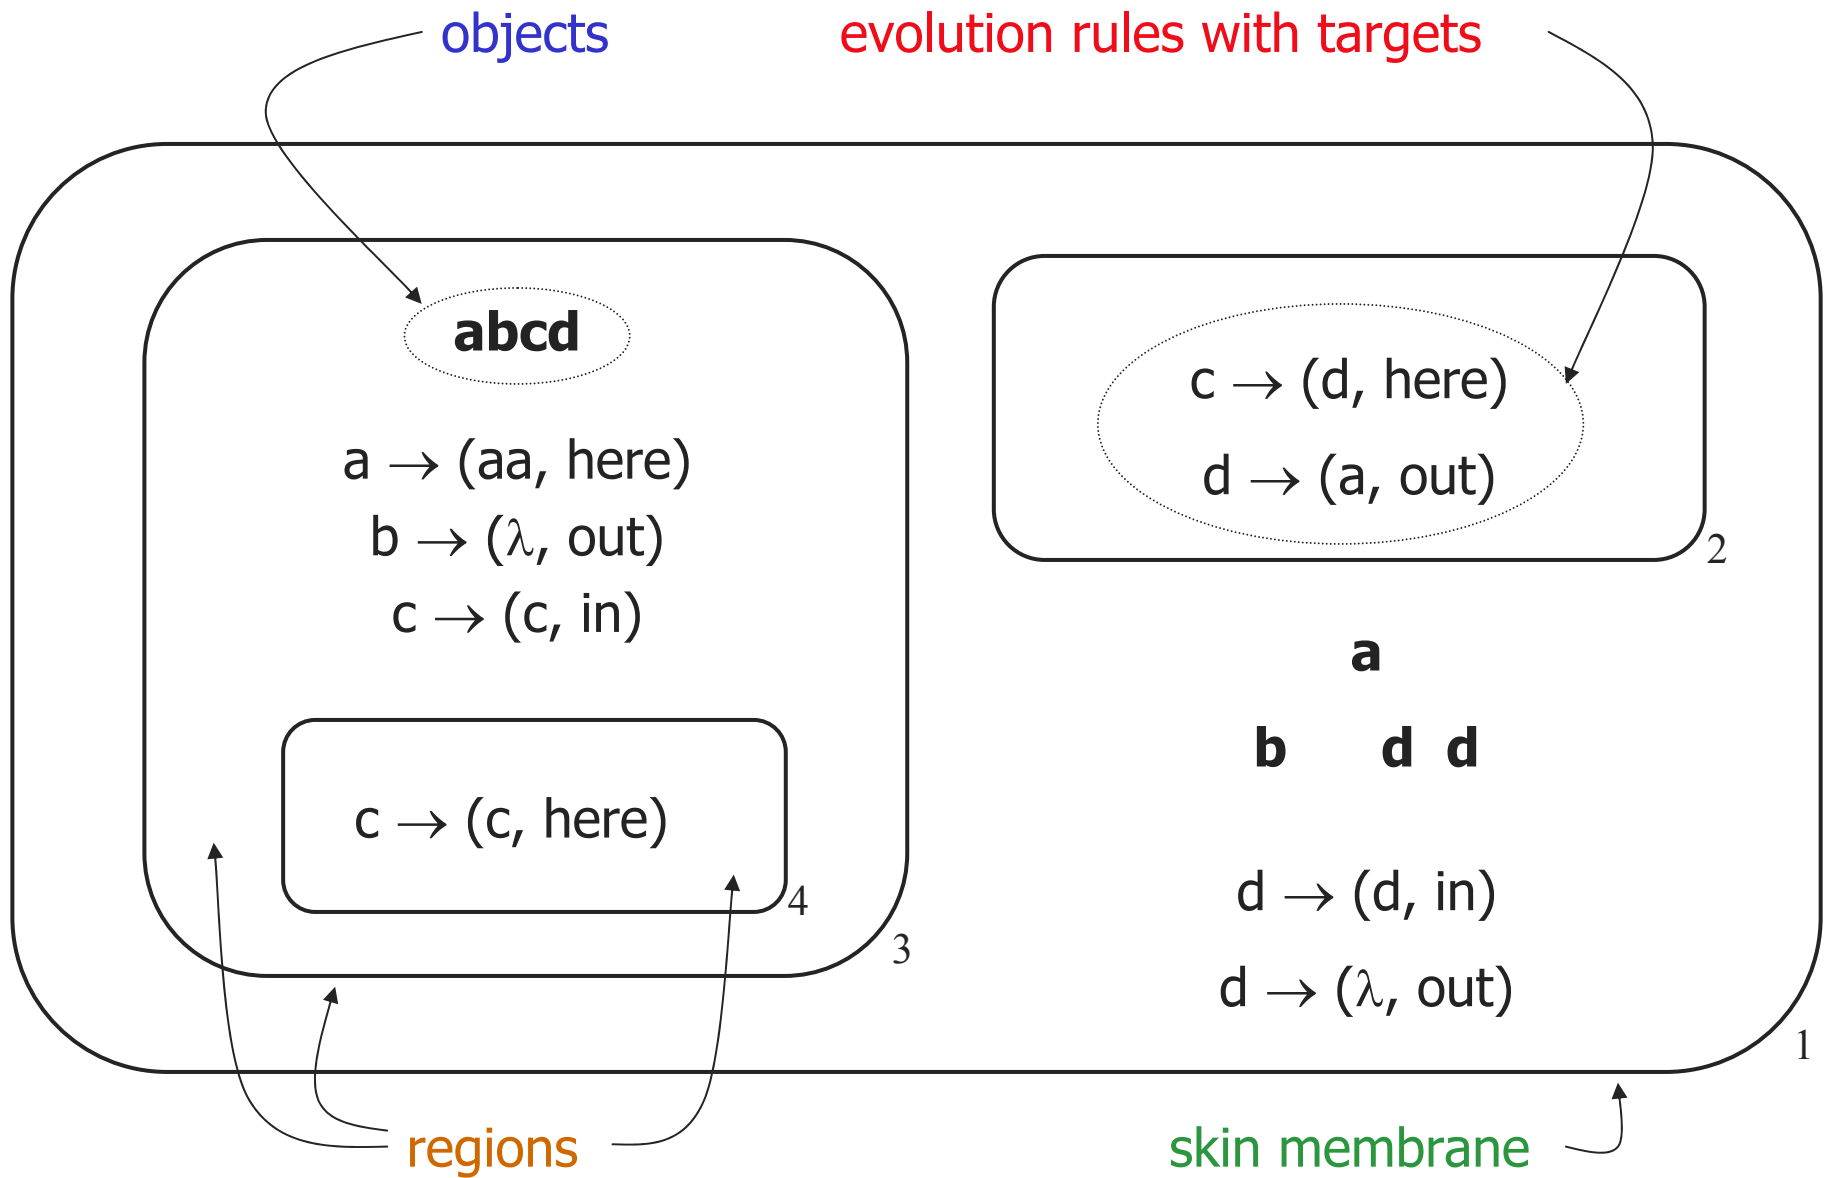 objects
evolution rules with targets
abcd
a → (aa, here)
b → (λ, out)
c → (c, in)
c → (c, here)
4
3
c → (d, here)
d → (a, out)
2
a
b d d
d → (d, in)
d → (λ, out)
1
regions
skin membrane